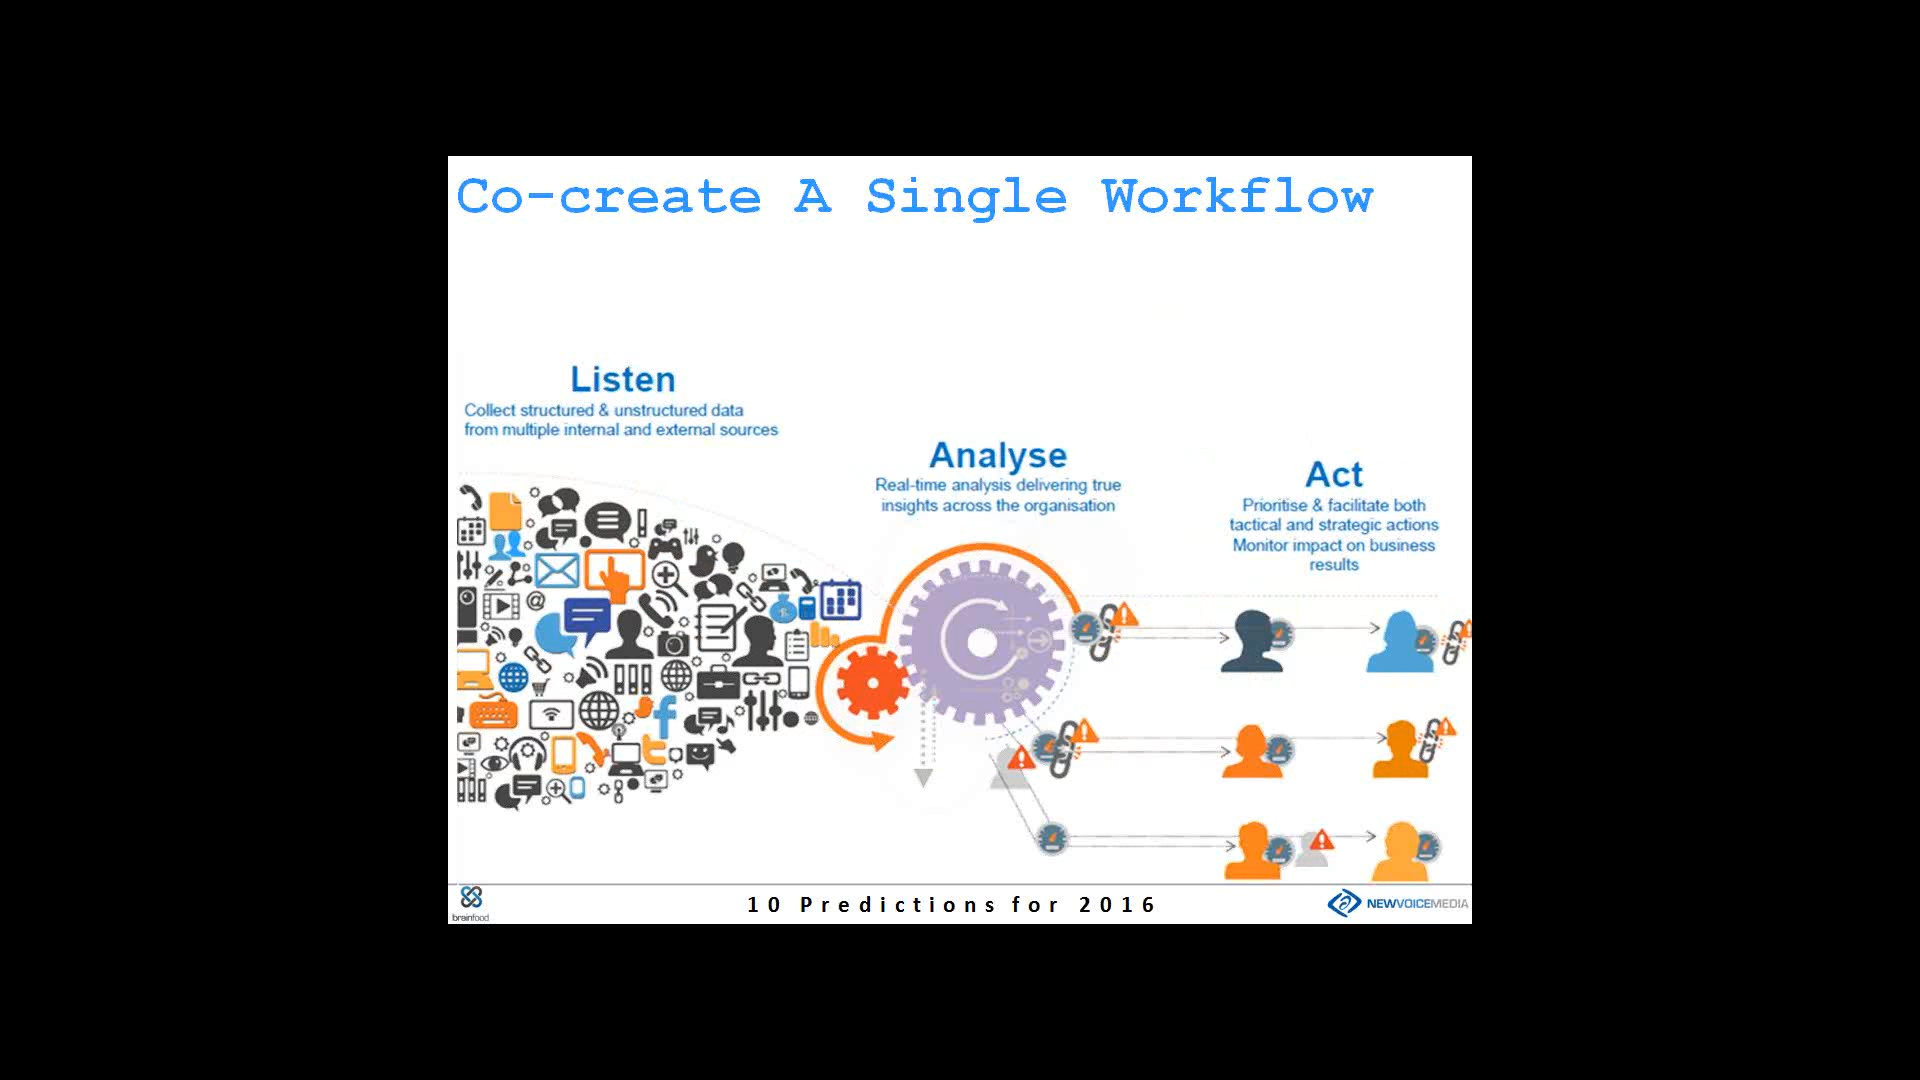 Co-create A Single Workflow
Listen
Collect structured & unstructured data
from multiple internal and external sources
Analyse
Real-time analysis delivering true
insights across the organisation
Act
Prioritise & facilitate both
tactical and strategic actions
Monitor impact on business
results
brainfood
10 Predictions for 2016
NEWVOICEMEDIA